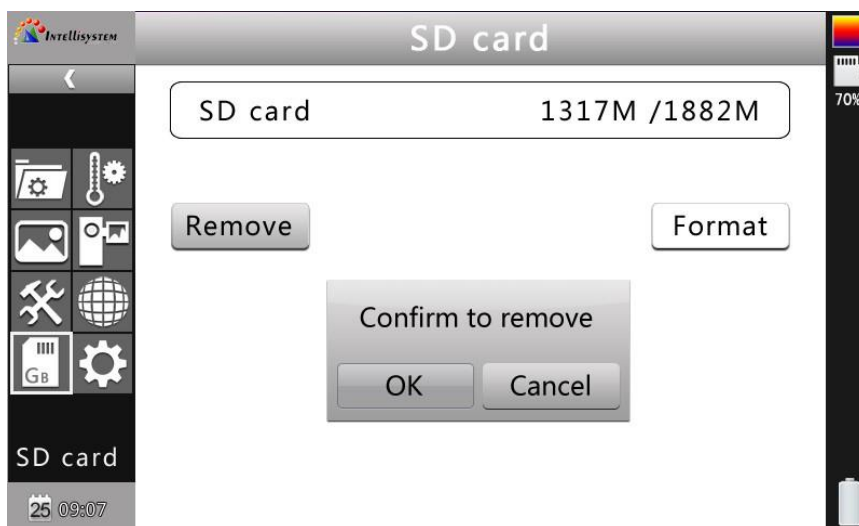 Intellisystem
SD card
70%
SD card 1317M /1882M
Remove Format
Confirm to remove
OK Cancel
GB
SD card
25 09:07